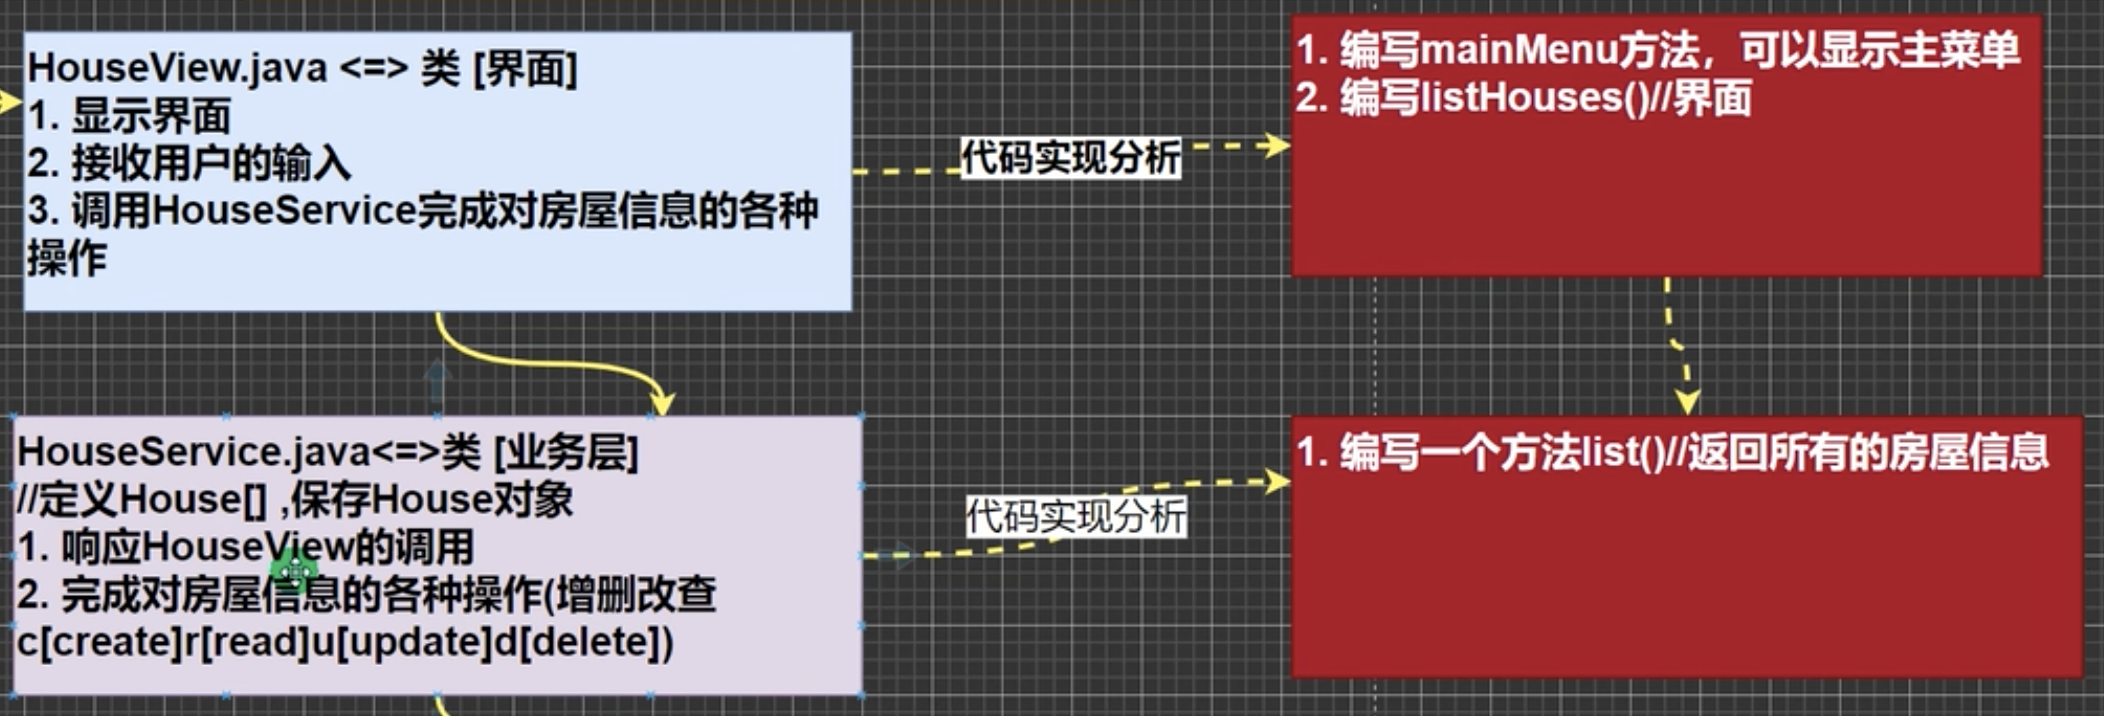 HouseView.java <=> 类 [界面]
1. 显示界面
2. 接收用户的输入
3. 调用HouseService完成对房屋信息的各种
操作
代码实现分析
1. 编写mainMenu方法，可以显示主菜单
2. 编写listHouses()//界面
HouseService.java<=>类 [业务层]
//定义House[] ,保存House对象
1. 响应HouseView的调用
2. 完成对房屋信息的各种操作(增删改查
c[create]r[read]u[update]d[delete])
代码实现分析
1. 编写一个方法list()//返回所有的房屋信息